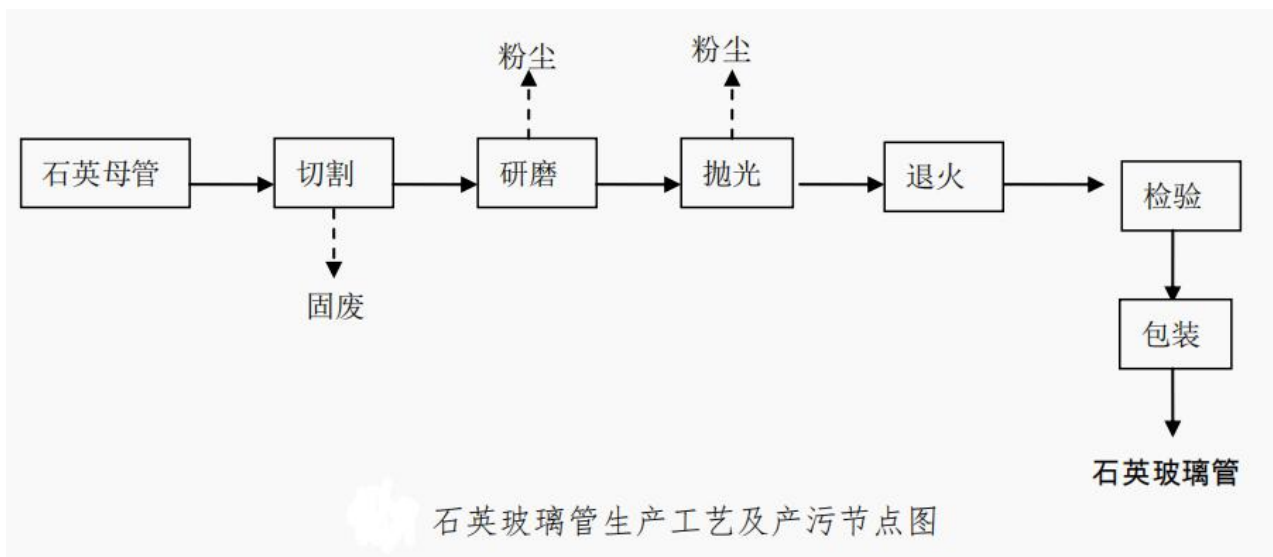 粉尘
粉尘
石英母管
切割
研磨
抛光
退火
检验
固废
包装
石英玻璃管
石英玻璃管生产工艺及产污节点图